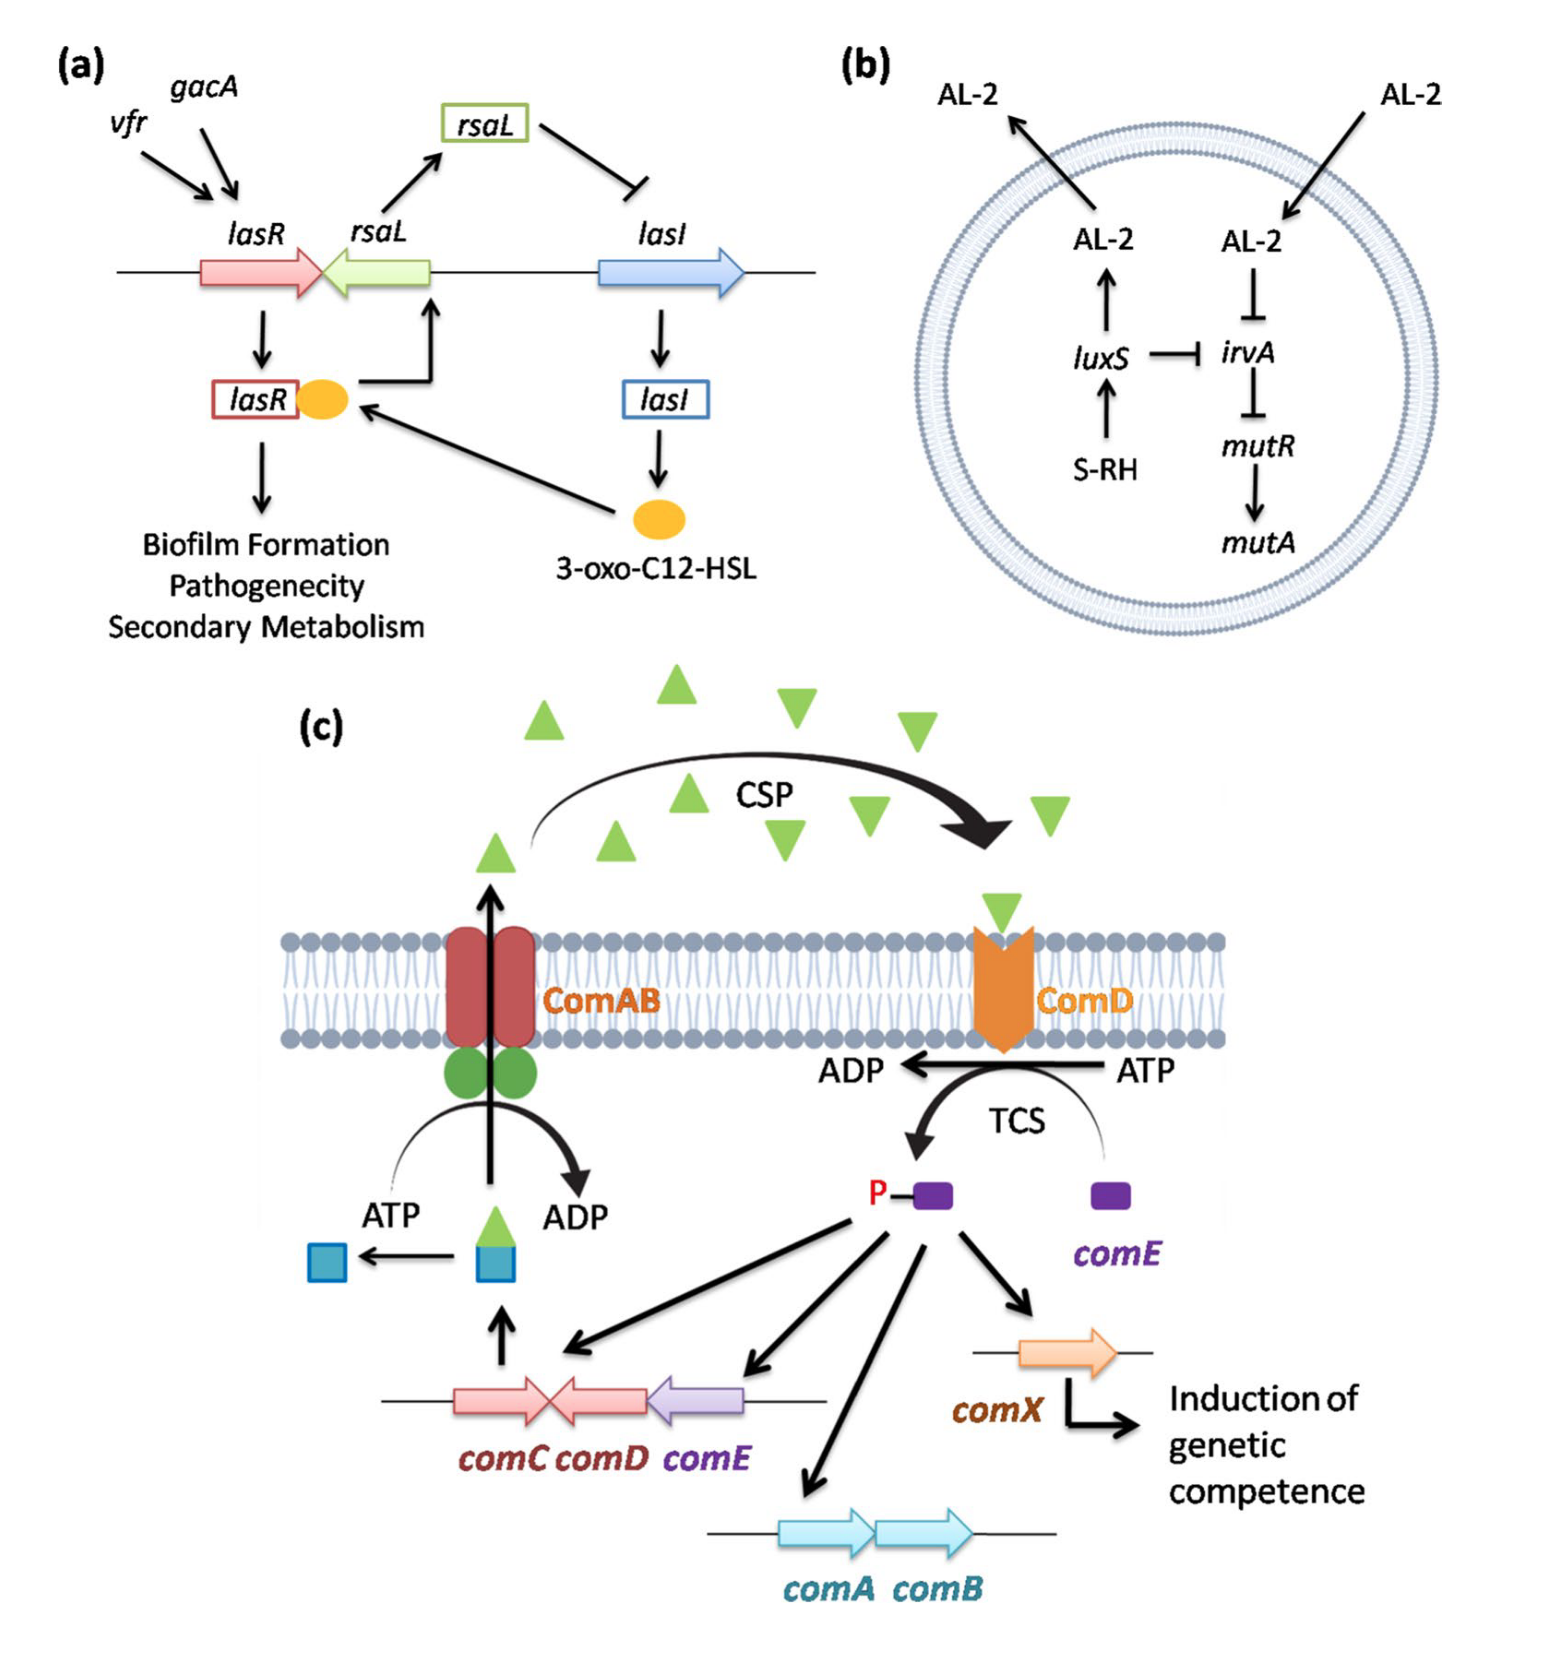 (a)
gacA
vfr
rsaL
lasR
rsaL
lasI
lasR
lasI
3-oxo-C12-HSL
Biofilm Formation
Pathogenecity
Secondary Metabolism
(b)
AL-2
AL-2
AL-2
AL-2
luxS
irvA
S-RH
mutR
mutA
(c)
CSP
ComAB
ComD
ADP
ATP
TCS
ATP
ADP
P
comE
comC comD comE
comX
Induction of
genetic
competence
comA comB